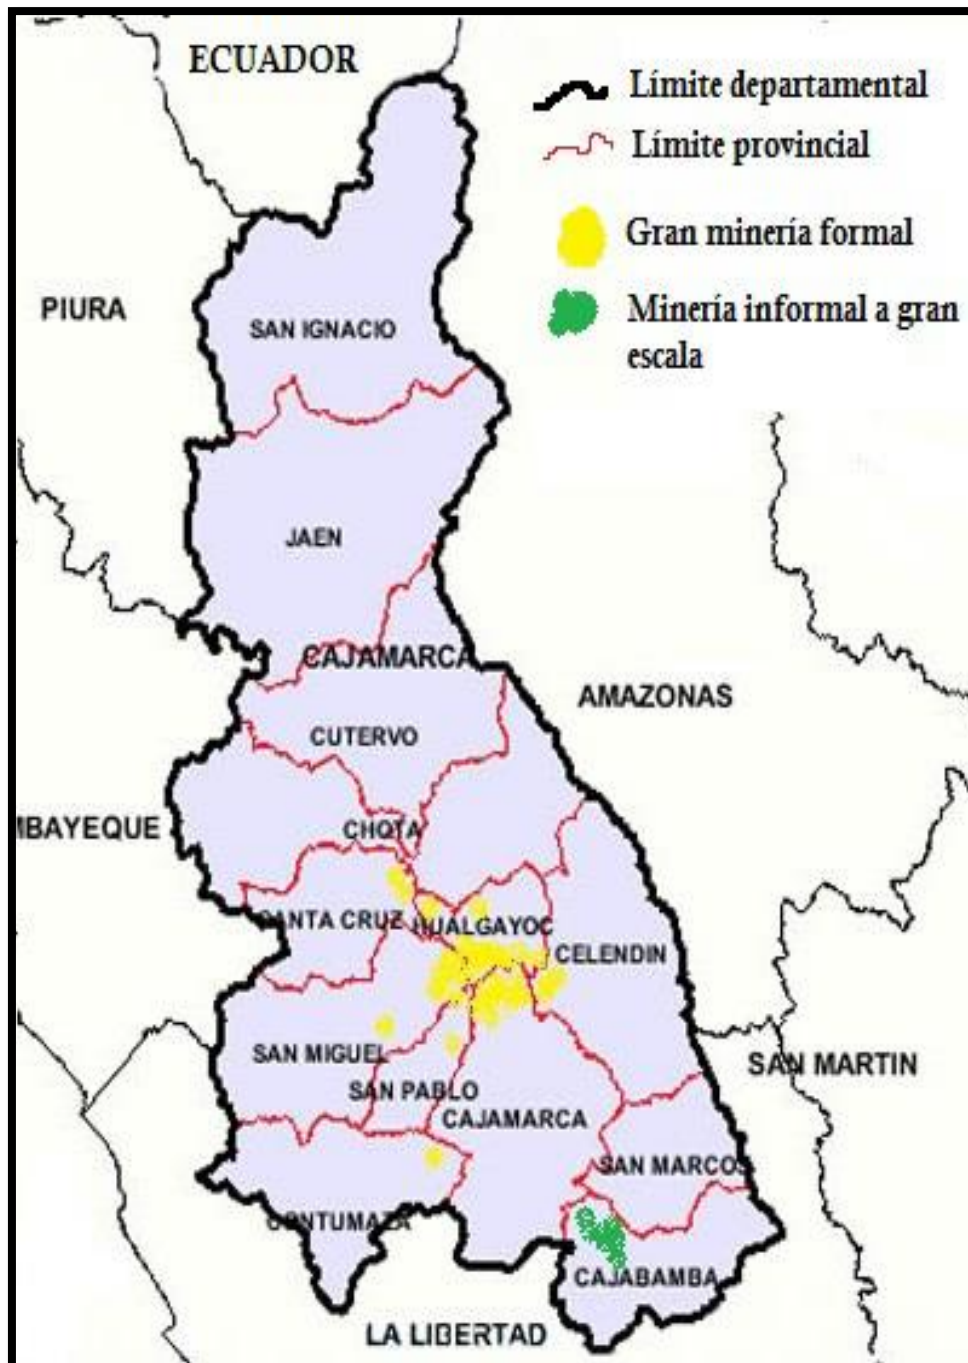 ECUADOR
Límite departamental
Límite provincial
Gran minería formal
Minería informal a gran
escala
PIURA
SAN IGNACIO
JAEN
CAJAMARCA
AMAZONAS
CUTERVO
MBAYEQUE
CHOTA
SANTA CRUZ
HUALGAYOC
CELENDIN
SAN MIGUEL
SAN MARTIN
SAN PABLO
CAJAMARCA
SAN MARCOS
CONTUMAZA
CAJABAMBA
LA LIBERTAD